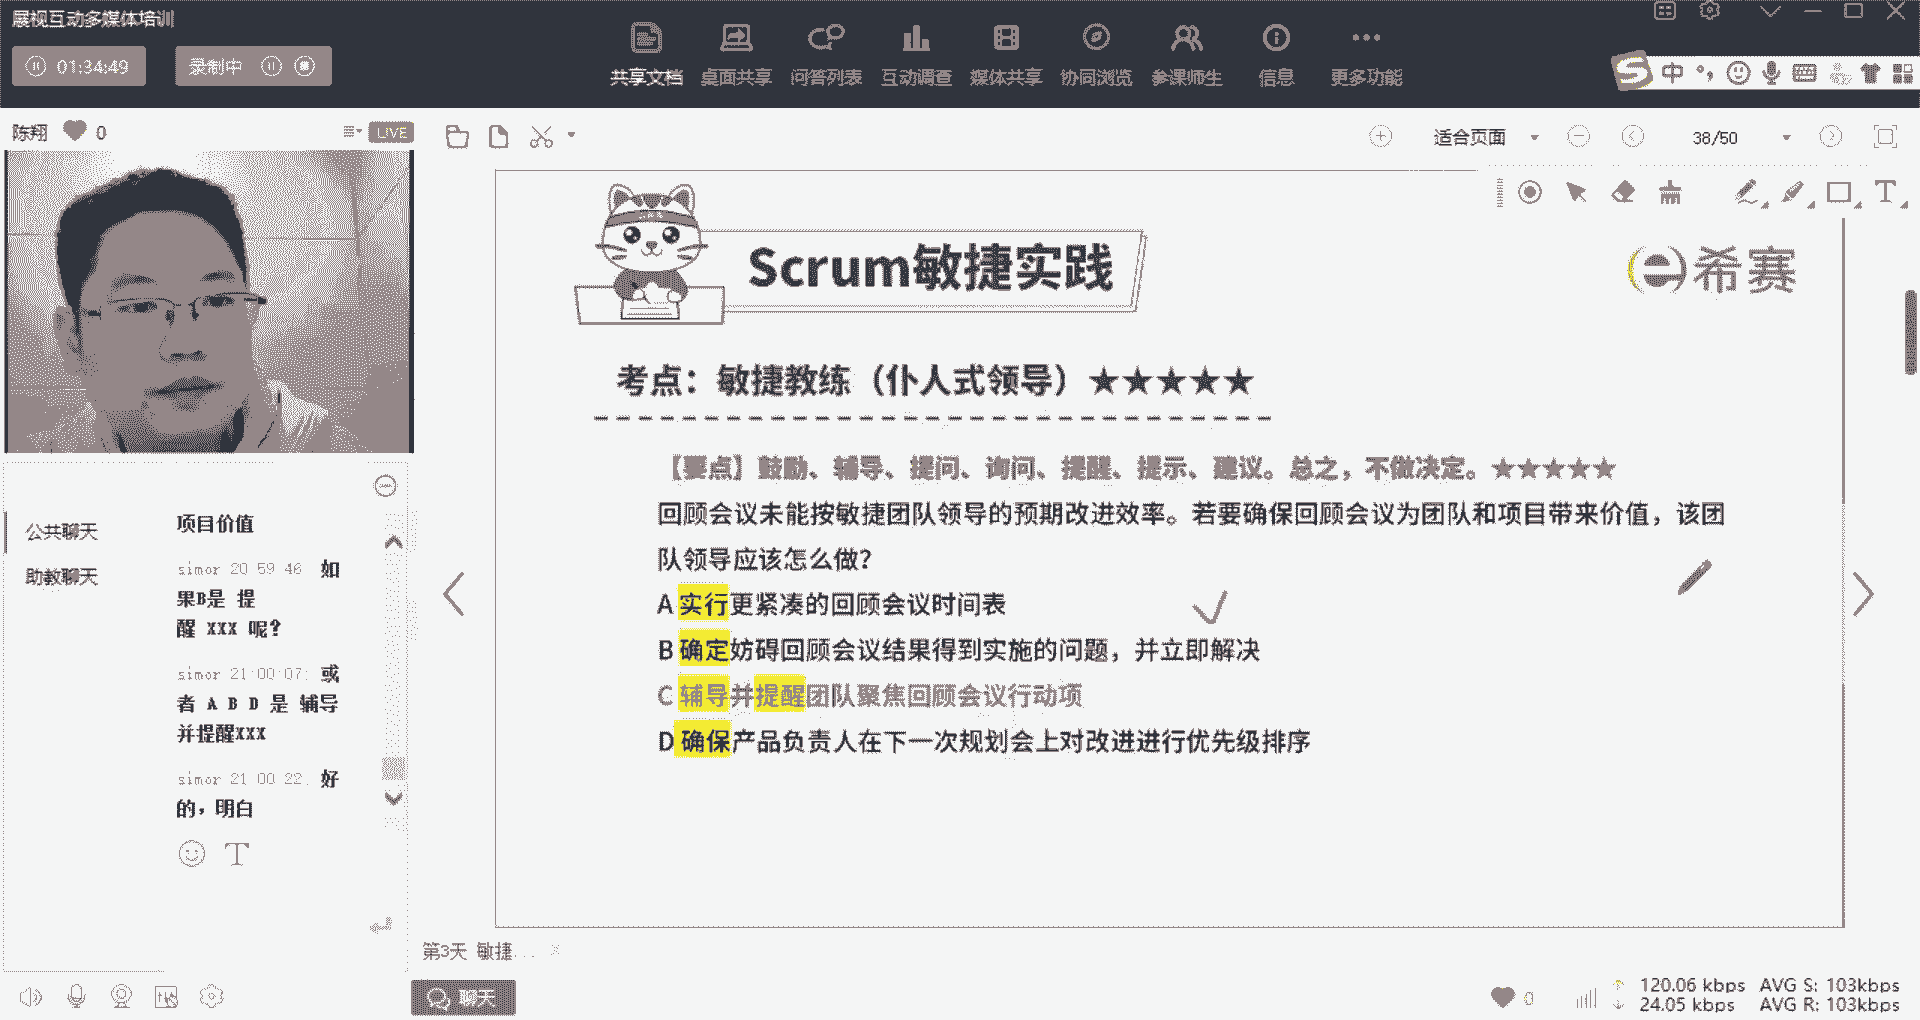 展视互动多媒体培训
01:34:49
录制中
共享文档 桌面共享 问答列表 互动调查 媒体共享 协同浏览 参课师生 信息 更多功能
中
陈翔 0
LIVE
适合页面
38/50
T
公共聊天
助教聊天
项目价值
simor 20 59 46 如
果B是 提
醒 XXX 呢?
simor 21:00:07: 或
者 A B D 是 辅导
并提醒XXX
simor 21 00 22 好
的，明白
T
Scrum敏捷实践
希赛
考点：敏捷教练（仆人式领导）★★★★★
【要点】鼓励、辅导、提问、询问、提醒、提示、建议。总之，不做决定。★★★★★
回顾会议未能按敏捷团队领导的预期改进效率。若要确保回顾会议为团队和项目带来价值，该团
队领导应该怎么做?
A 实行更紧凑的回顾会议时间表
B 确定妨碍回顾会议结果得到实施的问题，并立即解决
C 辅导并提醒团队聚焦回顾会议行动项
D 确保产品负责人在下一次规划会上对改进进行优先级排序
第3天 敏捷...
聊天
0
120.06 kbps AVG S: 103kbps
24.05 kbps AVG R: 103kbps